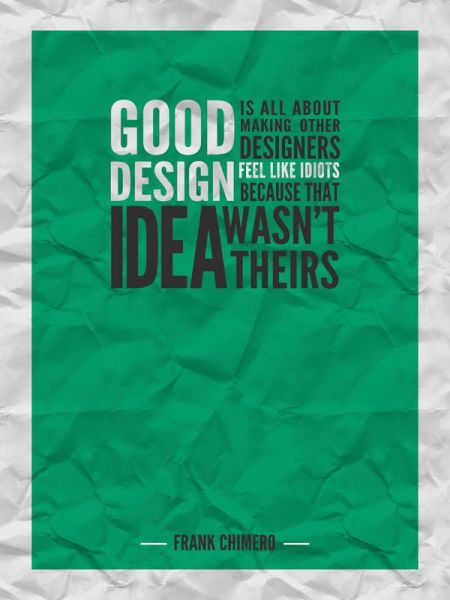 GOOD
DESIGN
IS ALL ABOUT
MAKING OTHER
DESIGNERS
FEEL LIKE IDIOTS
BECAUSE THAT
IDEA WASN'T
THEIRS
FRANK CHIMERO